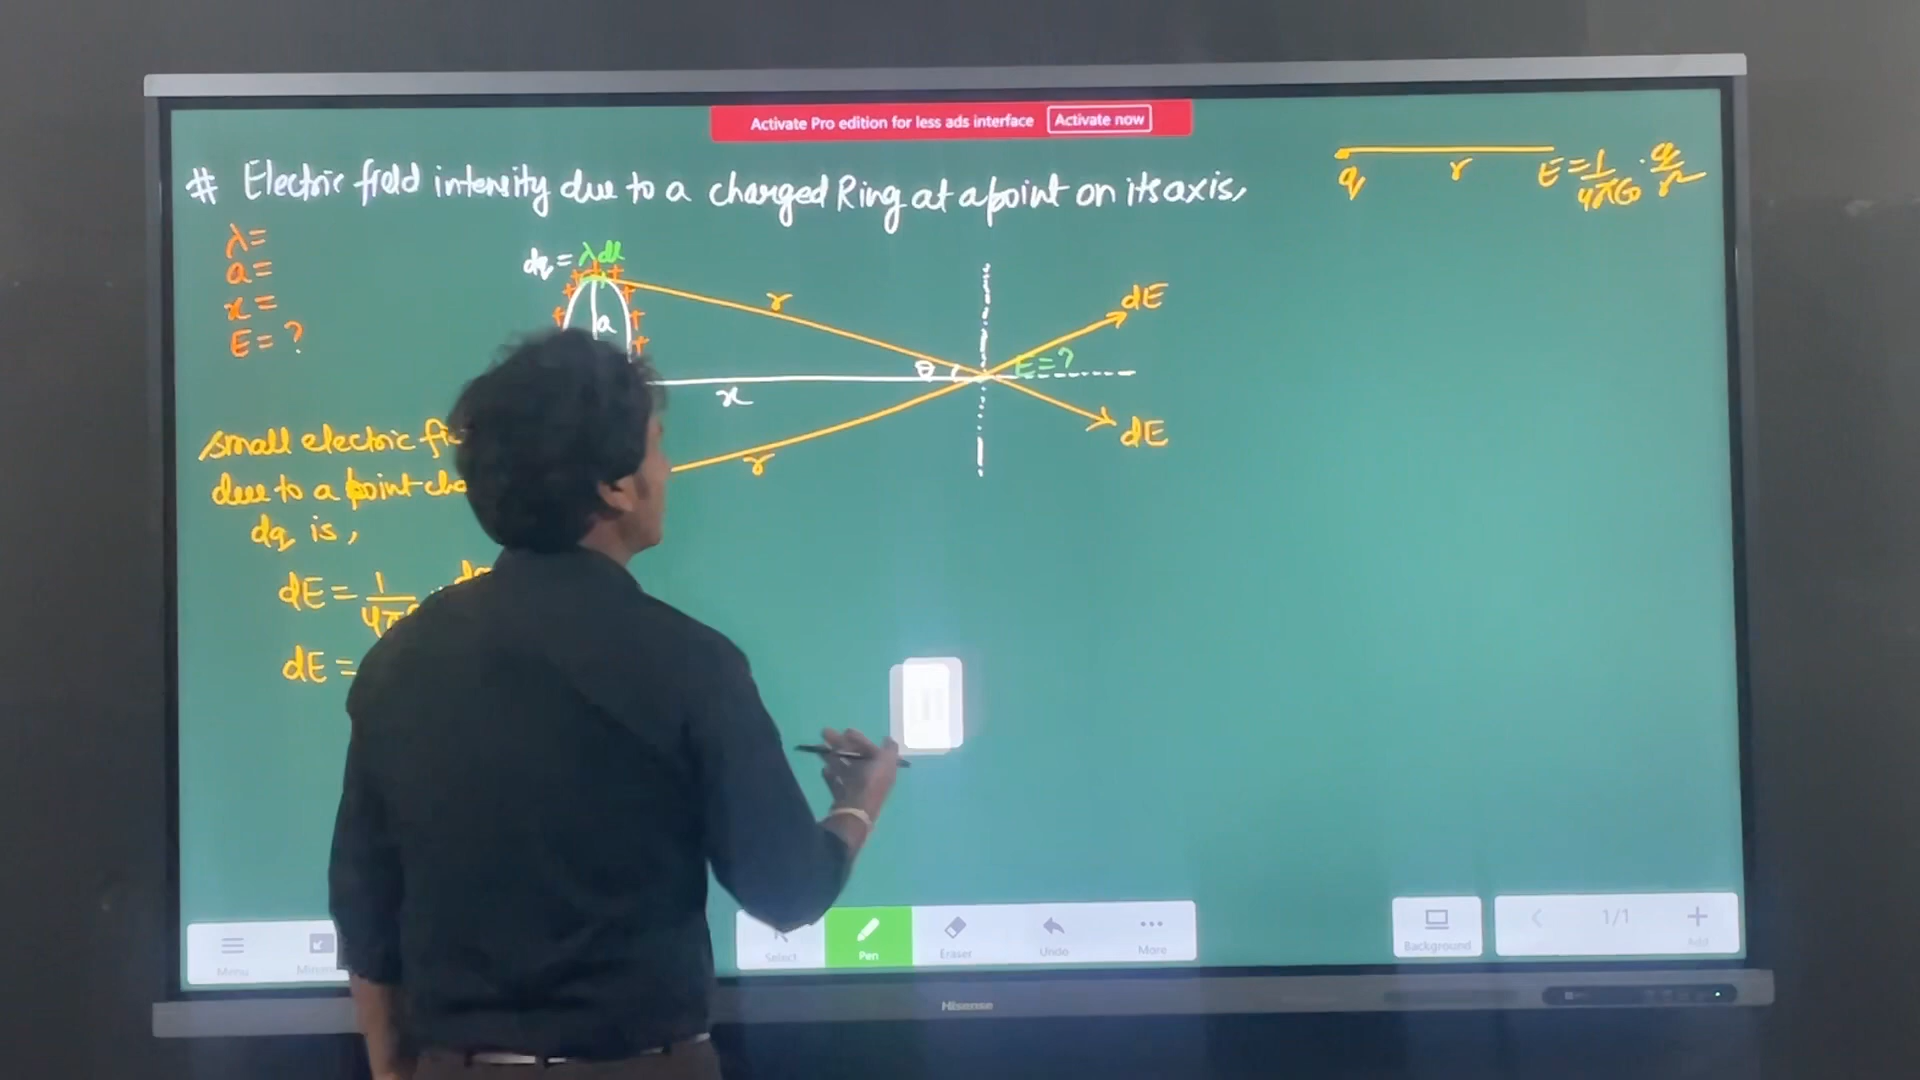 Activate Pro edition for less ads interface Activate now
# Electric field intensity due to a charged Ring at a point on its axis,
q r E = 1/4πε0 · q/r²
λ =
a =
x =
E = ?
dq = λdl
a
r
dE
θ
E = ?
x
dE
r
small electric fi
due to a point cha
dq is,
dE = 1
dE =
Menu
Select Pen Eraser Undo More
Background
1/1
Add
Hisense